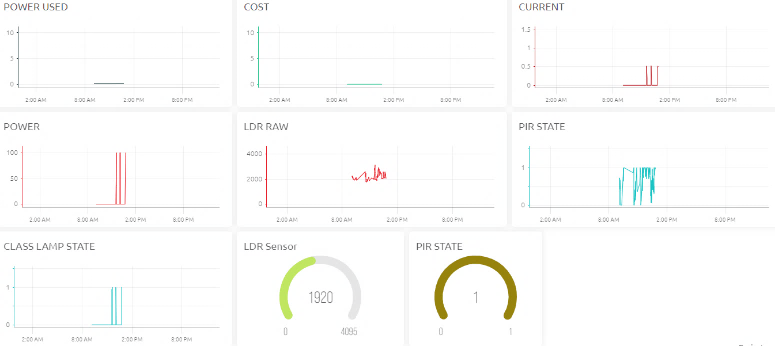 POWER USED
10
5
0
2:00 AM 8:00 AM 2:00 PM 8:00 PM
COST
10
5
0
2:00 AM 8:00 AM 2:00 PM 8:00 PM
CURRENT
1.5
1
0.5
0
2:00 AM 8:00 AM 2:00 PM 8:00 PM
POWER
100
50
0
2:00 AM 8:00 AM 2:00 PM 8:00 PM
LDR RAW
4000
2000
0
2:00 AM 8:00 AM 2:00 PM 8:00 PM
PIR STATE
1
0
2:00 AM 8:00 AM 2:00 PM 8:00 PM
CLASS LAMP STATE
1
0
2:00 AM 8:00 AM 2:00 PM 8:00 PM
LDR Sensor
1920
0 4095
PIR STATE
1
0 1